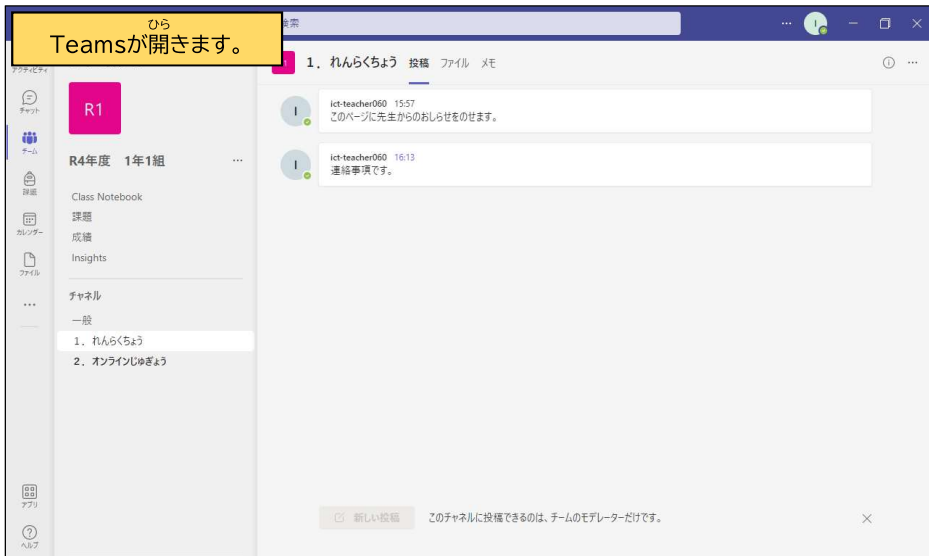 ひら
Teamsが開きます。
検索
アクティビティ
チャット
チーム
課題
カレンダー
ファイル
アプリ
ヘルプ
R1
R4年度 1年1組
Class Notebook
課題
成績
Insights
チャネル
一般
1．れんらくちょう
2．オンラインじゅぎょう
1．れんらくちょう 投稿 ファイル メモ
I
ict-teacher060 15:57
このページに先生からのおしらせをのせます。
I
ict-teacher060 16:13
連絡事項です。
新しい投稿 このチャネルに投稿できるのは、チームのモデレーターだけです。